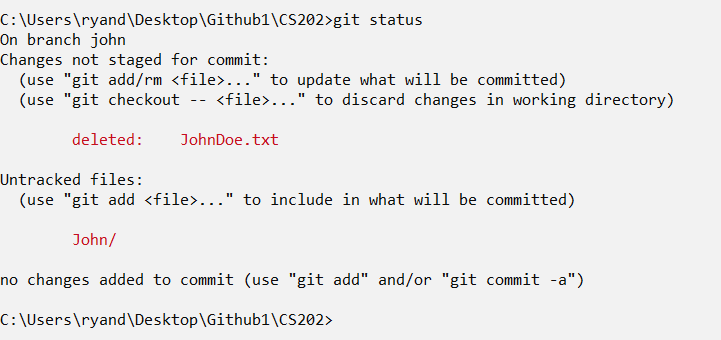 C:\Users\ryand\Desktop\Github1\CS202>git status
On branch john
Changes not staged for commit:
  (use "git add/rm <file>..." to update what will be committed)
  (use "git checkout -- <file>..." to discard changes in working directory)
        deleted:    JohnDoe.txt
Untracked files:
  (use "git add <file>..." to include in what will be committed)
        John/
no changes added to commit (use "git add" and/or "git commit -a")
C:\Users\ryand\Desktop\Github1\CS202>